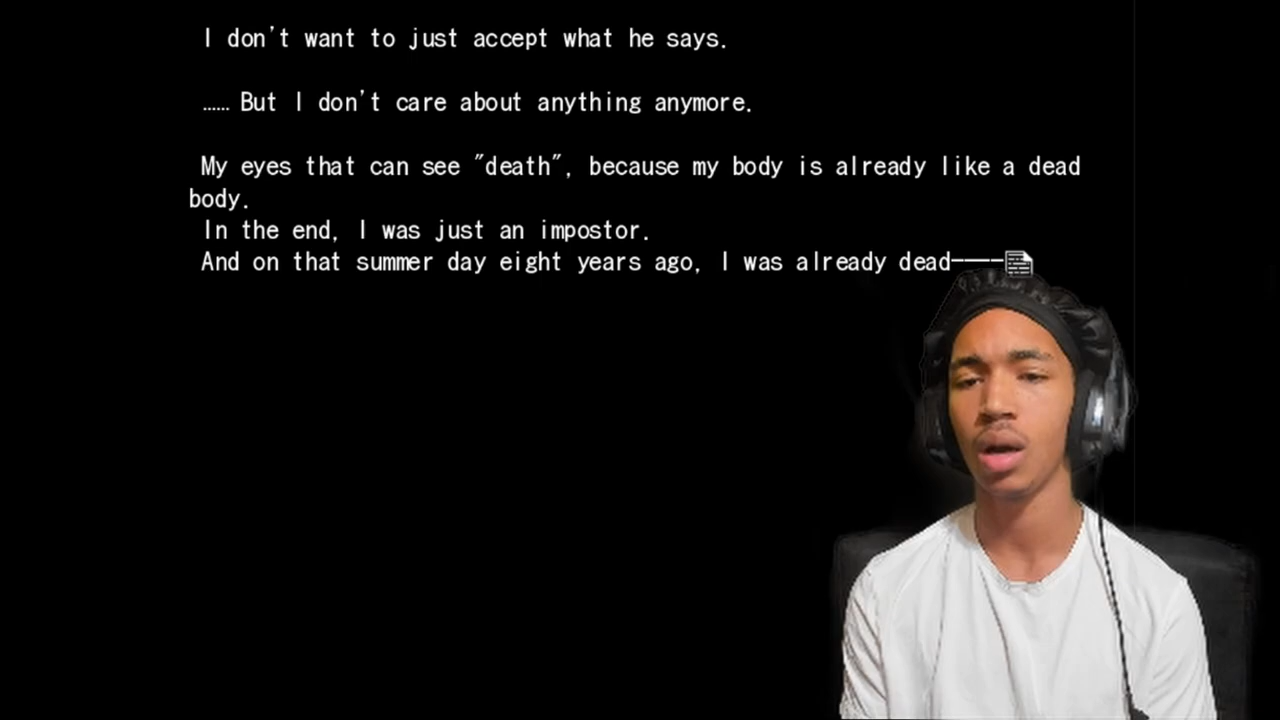 I don't want to just accept what he says.
…… But I don't care about anything anymore.
My eyes that can see "death", because my body is already like a dead
body.
In the end, I was just an impostor.
And on that summer day eight years ago, I was already dead―――